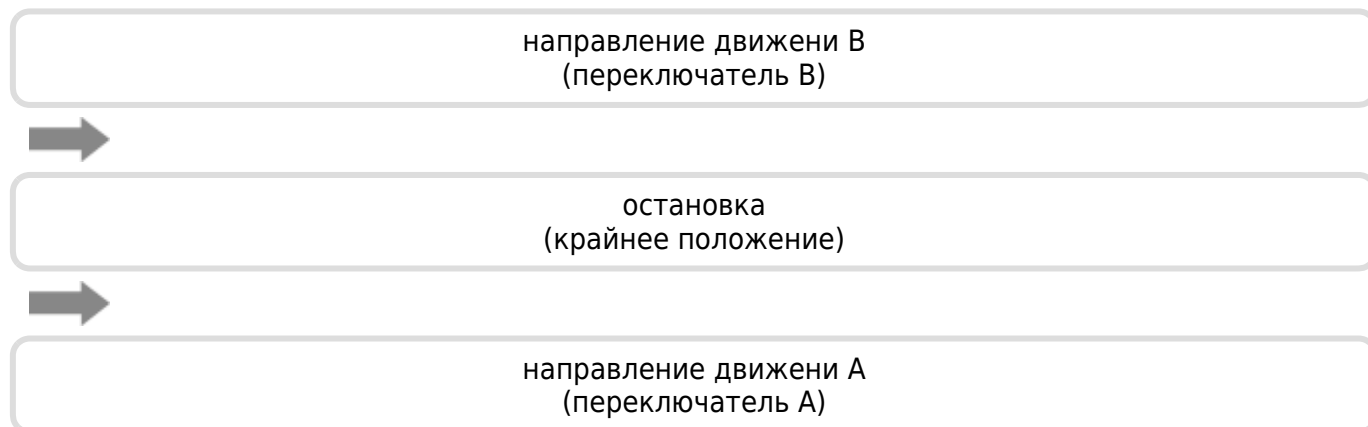 направление движени В
(переключатель В)
остановка
(крайнее положение)
направление движени А
(переключатель А)